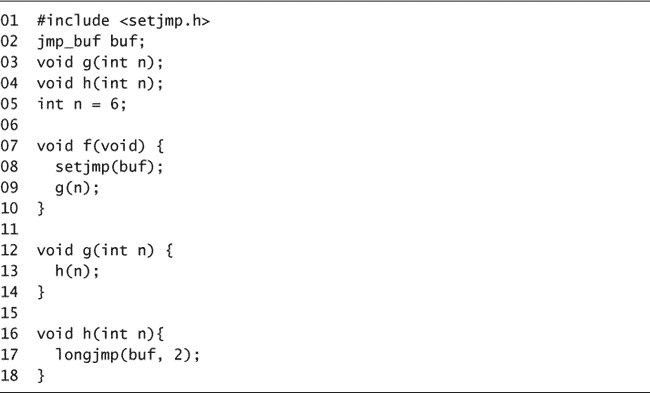 01 #include <setjmp.h>
02 jmp_buf buf;
03 void g(int n);
04 void h(int n);
05 int n = 6;
06
07 void f(void) {
08   setjmp(buf);
09   g(n);
10 }
11
12 void g(int n) {
13   h(n);
14 }
15
16 void h(int n){
17   longjmp(buf, 2);
18 }